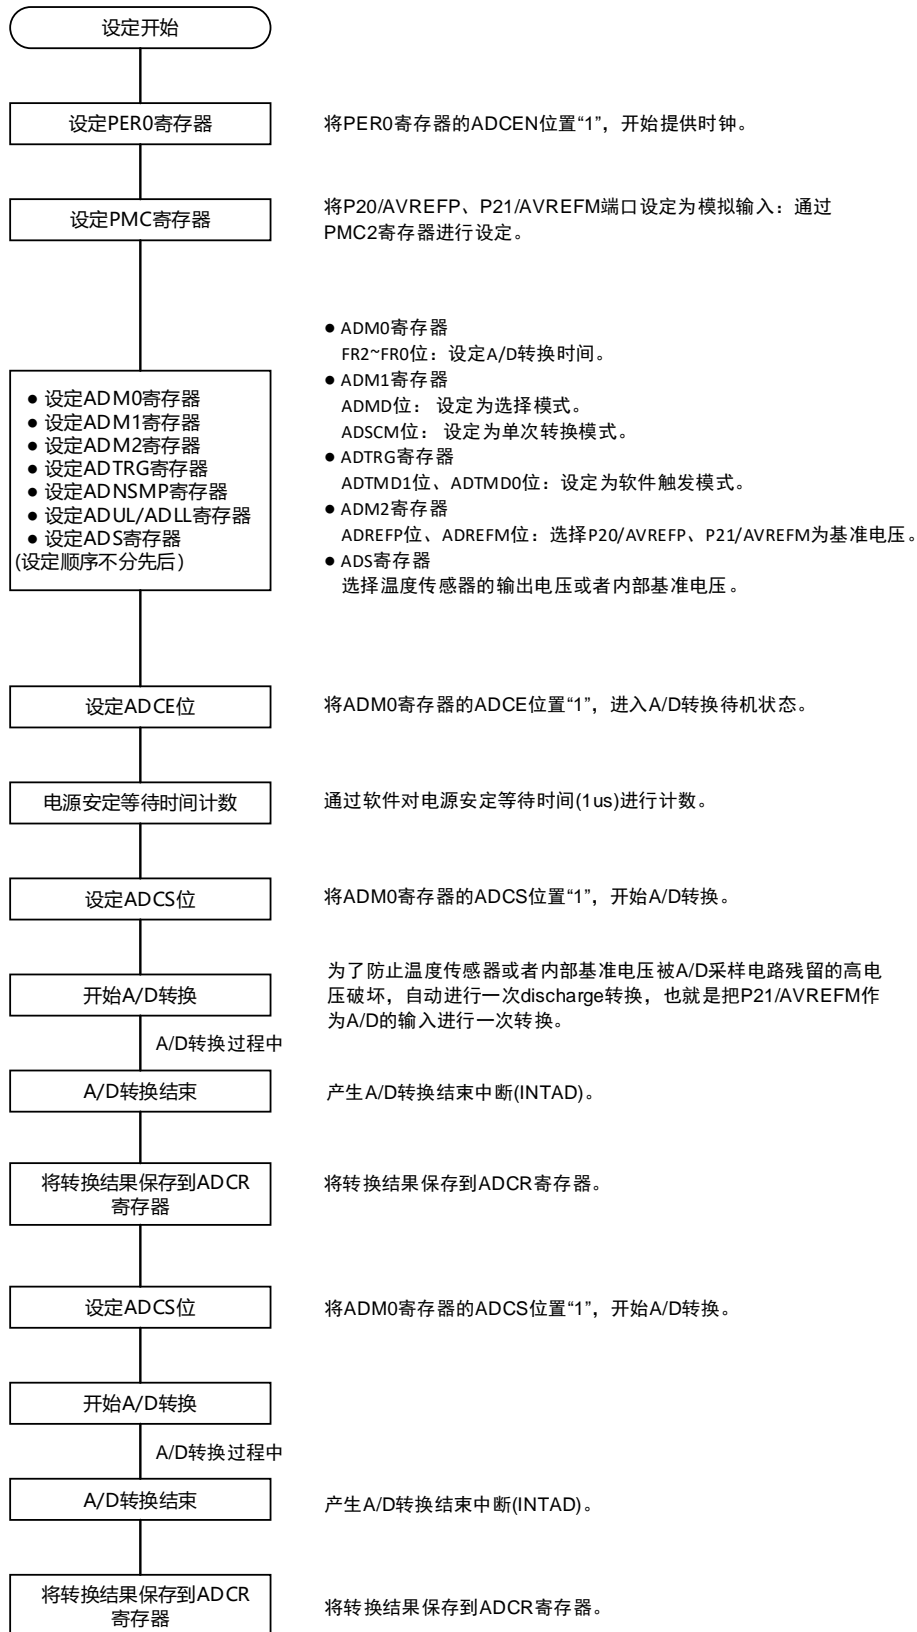 设定开始
设定PER0寄存器
将PER0寄存器的ADCEN位置“1”，开始提供时钟。
设定PMC寄存器
将P20/AVREFP、P21/AVREFM端口设定为模拟输入：通过
PMC2寄存器进行设定。
● 设定ADM0寄存器
● 设定ADM1寄存器
● 设定ADM2寄存器
● 设定ADTRG寄存器
● 设定ADNSMP寄存器
● 设定ADUL/ADLL寄存器
● 设定ADS寄存器
(设定顺序不分先后)
● ADM0寄存器
FR2~FR0位：设定A/D转换时间。
● ADM1寄存器
ADMD位： 设定为选择模式。
ADSCM位： 设定为单次转换模式。
● ADTRG寄存器
ADTMD1位、ADTMD0位：设定为软件触发模式。
● ADM2寄存器
ADREFP位、ADREFM位：选择P20/AVREFP、P21/AVREFM为基准电压。
● ADS寄存器
选择温度传感器的输出电压或者内部基准电压。
设定ADCE位
将ADM0寄存器的ADCE位置“1”，进入A/D转换待机状态。
电源安定等待时间计数
通过软件对电源安定等待时间(1us)进行计数。
设定ADCS位
将ADM0寄存器的ADCS位置“1”，开始A/D转换。
开始A/D转换
为了防止温度传感器或者内部基准电压被A/D采样电路残留的高电
压破坏，自动进行一次discharge转换，也就是把P21/AVREFM作
为A/D的输入进行一次转换。
A/D转换过程中
A/D转换结束
产生A/D转换结束中断(INTAD)。
将转换结果保存到ADCR
寄存器
将转换结果保存到ADCR寄存器。
设定ADCS位
将ADM0寄存器的ADCS位置“1”，开始A/D转换。
开始A/D转换
A/D转换过程中
A/D转换结束
产生A/D转换结束中断(INTAD)。
将转换结果保存到ADCR
寄存器
将转换结果保存到ADCR寄存器。